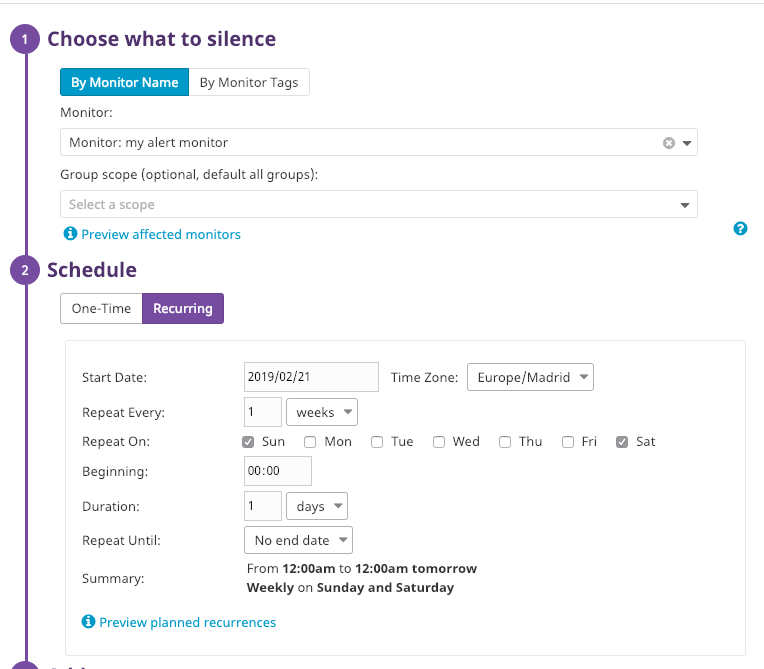 1 Choose what to silence
By Monitor Name By Monitor Tags
Monitor:
Monitor: my alert monitor
Group scope (optional, default all groups):
Select a scope
Preview affected monitors
2 Schedule
One-Time Recurring
Start Date: 2019/02/21 Time Zone: Europe/Madrid
Repeat Every: 1 weeks
Repeat On: Sun Mon Tue Wed Thu Fri Sat
Beginning: 00:00
Duration: 1 days
Repeat Until: No end date
Summary: From 12:00am to 12:00am tomorrow
Weekly on Sunday and Saturday
Preview planned recurrences